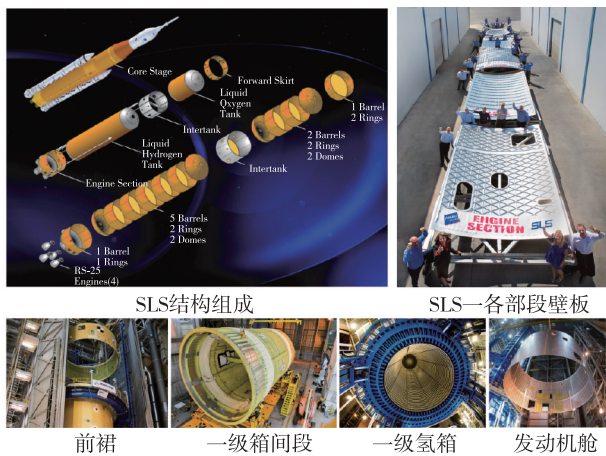 Core Stage
Forward Skirt
Liquid
Qxygen
Tank
1 Barrel
2 Rings
Intertank
2 Barrels
2 Rings
2 Domes
Liquid
Hydrogen
Tank
Intertank
Engine Section
5 Barrels
2 Rings
2 Domes
1 Barrel
1 Rings
RS-25
Engines(4)
ENGINE
SECTION
SLS
SLS结构组成
SLS一各部段壁板
前裙
一级箱间段
一级氢箱
发动机舱